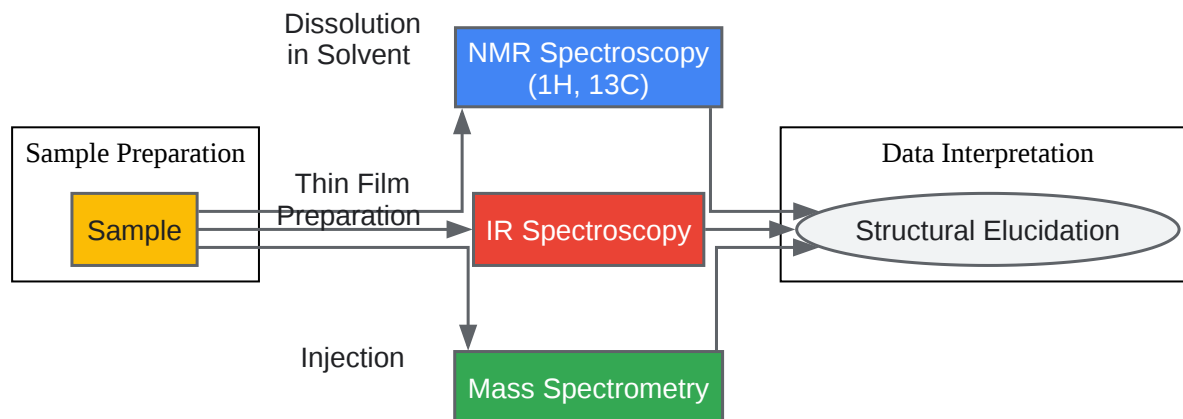 Dissolution
in Solvent
NMR Spectroscopy
(1H, 13C)
Sample Preparation
Sample
Thin Film
Preparation
IR Spectroscopy
Data Interpretation
Structural Elucidation
Injection
Mass Spectrometry